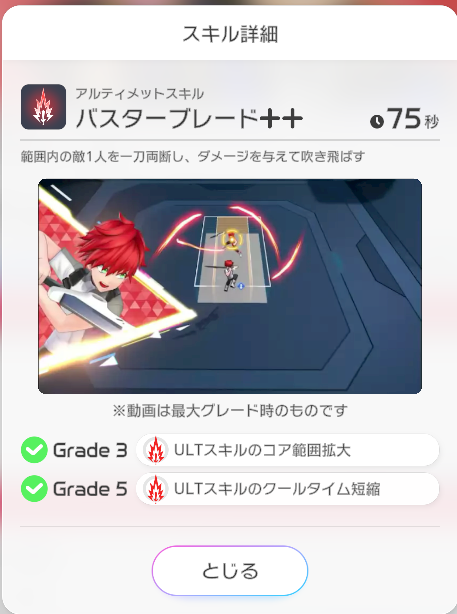 スキル詳細
アルティメットスキル
バスターブレード++
75秒
範囲内の敵1人を一刀両断し、ダメージを与えて吹き飛ばす
※動画は最大グレード時のものです
Grade 3 ULTスキルのコア範囲拡大
Grade 5 ULTスキルのクールタイム短縮
とじる